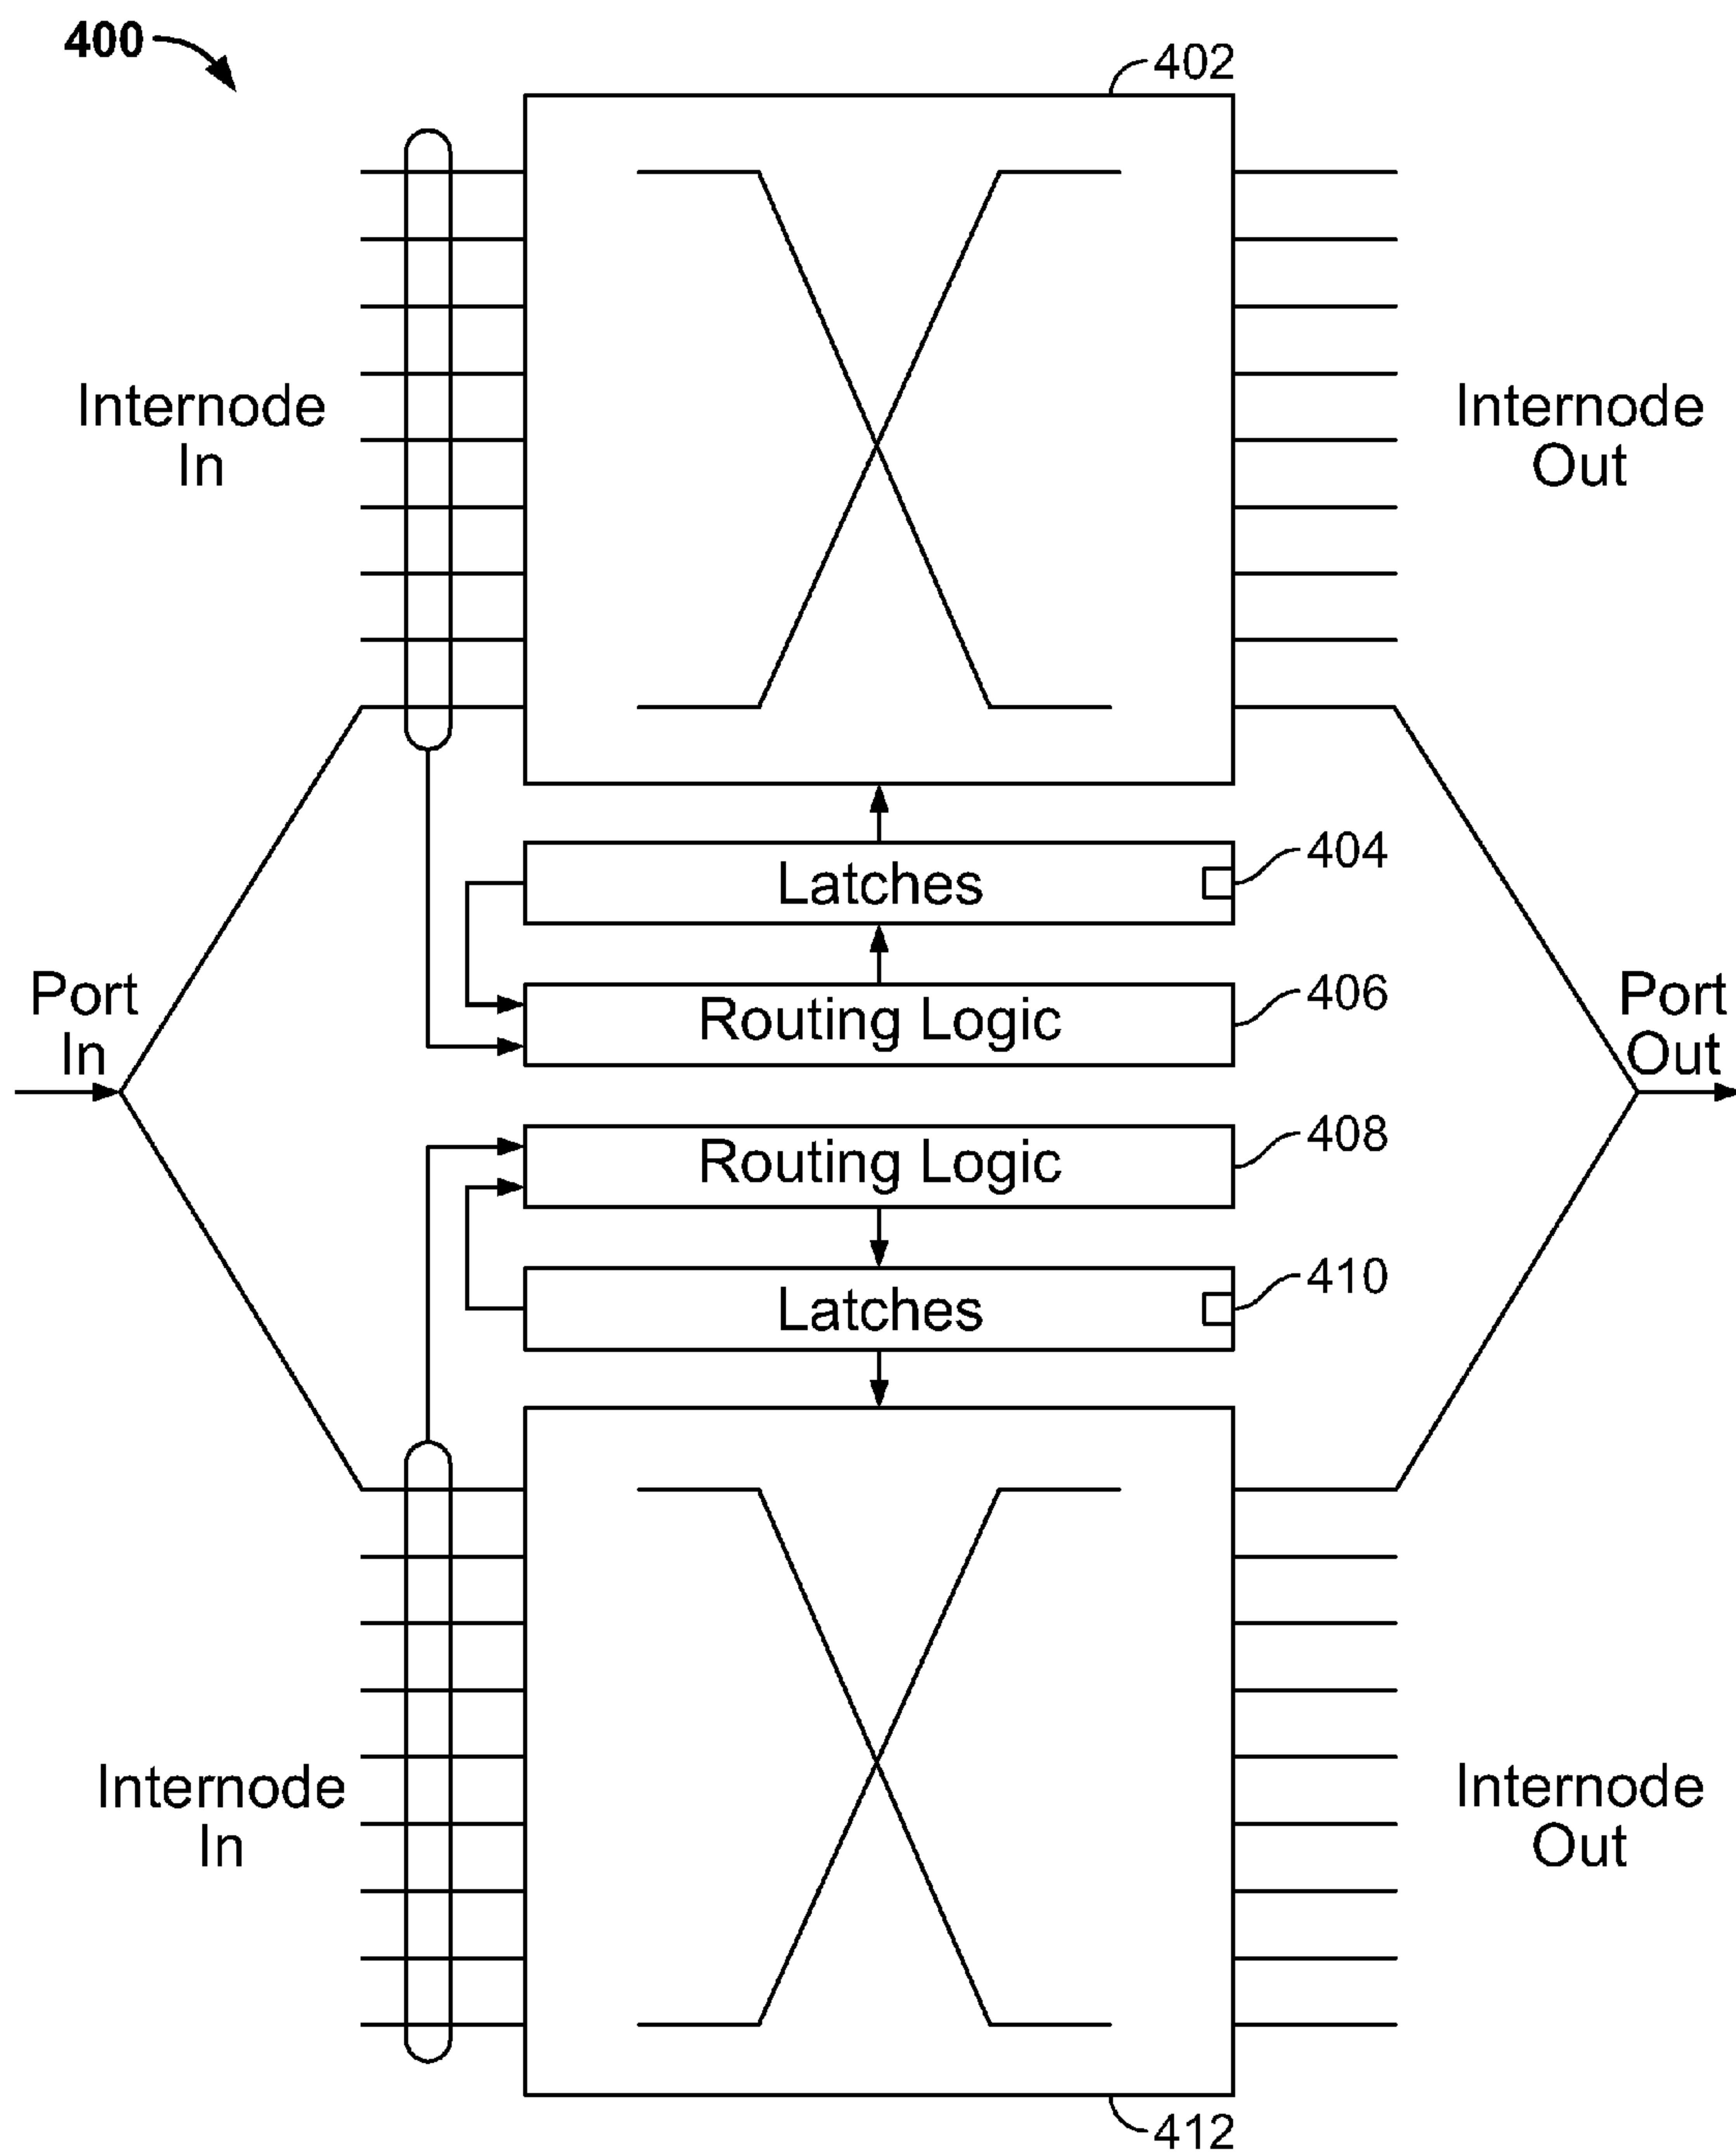 400
402
Internode
In
Internode
Out
Latches
404
Port
In
Routing Logic
406
Port
Out
Routing Logic
408
Latches
410
Internode
In
Internode
Out
412